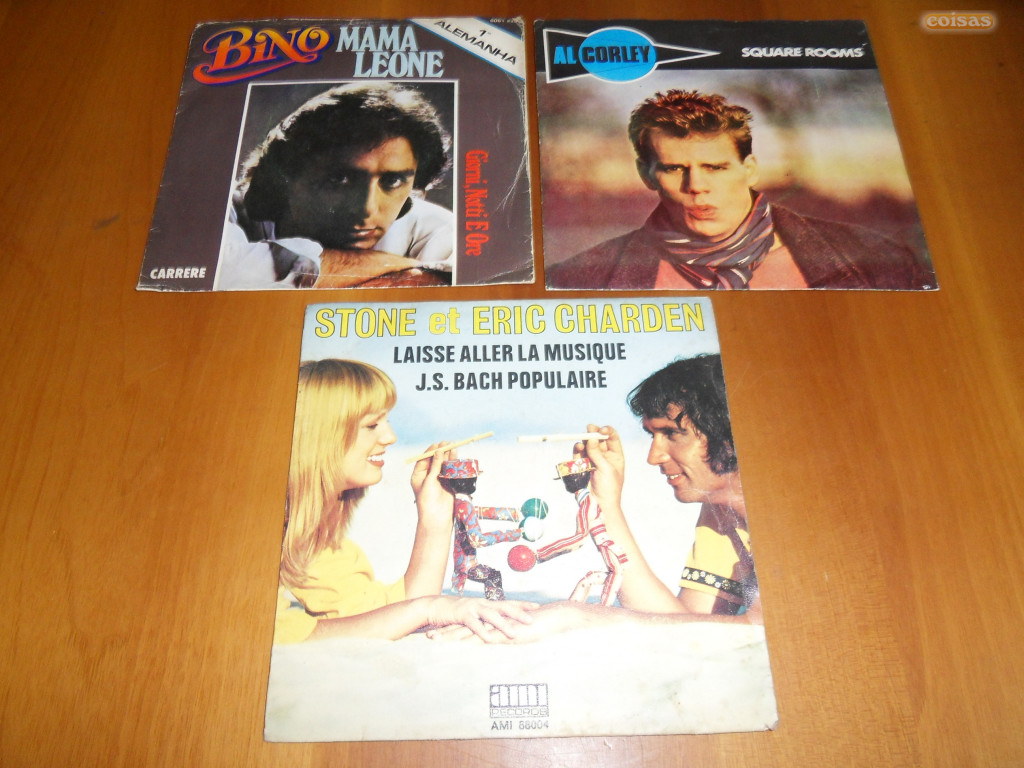 BINO
MAMA
LEONE
1º
ALEMANHA
Giorni, Notti E Ore
CARRERE
AL CORLEY
SQUARE ROOMS
coisas
STONE et ERIC CHARDEN
LAISSE ALLER LA MUSIQUE
J.S. BACH POPULAIRE
ami
RECORDS
AMI 88004